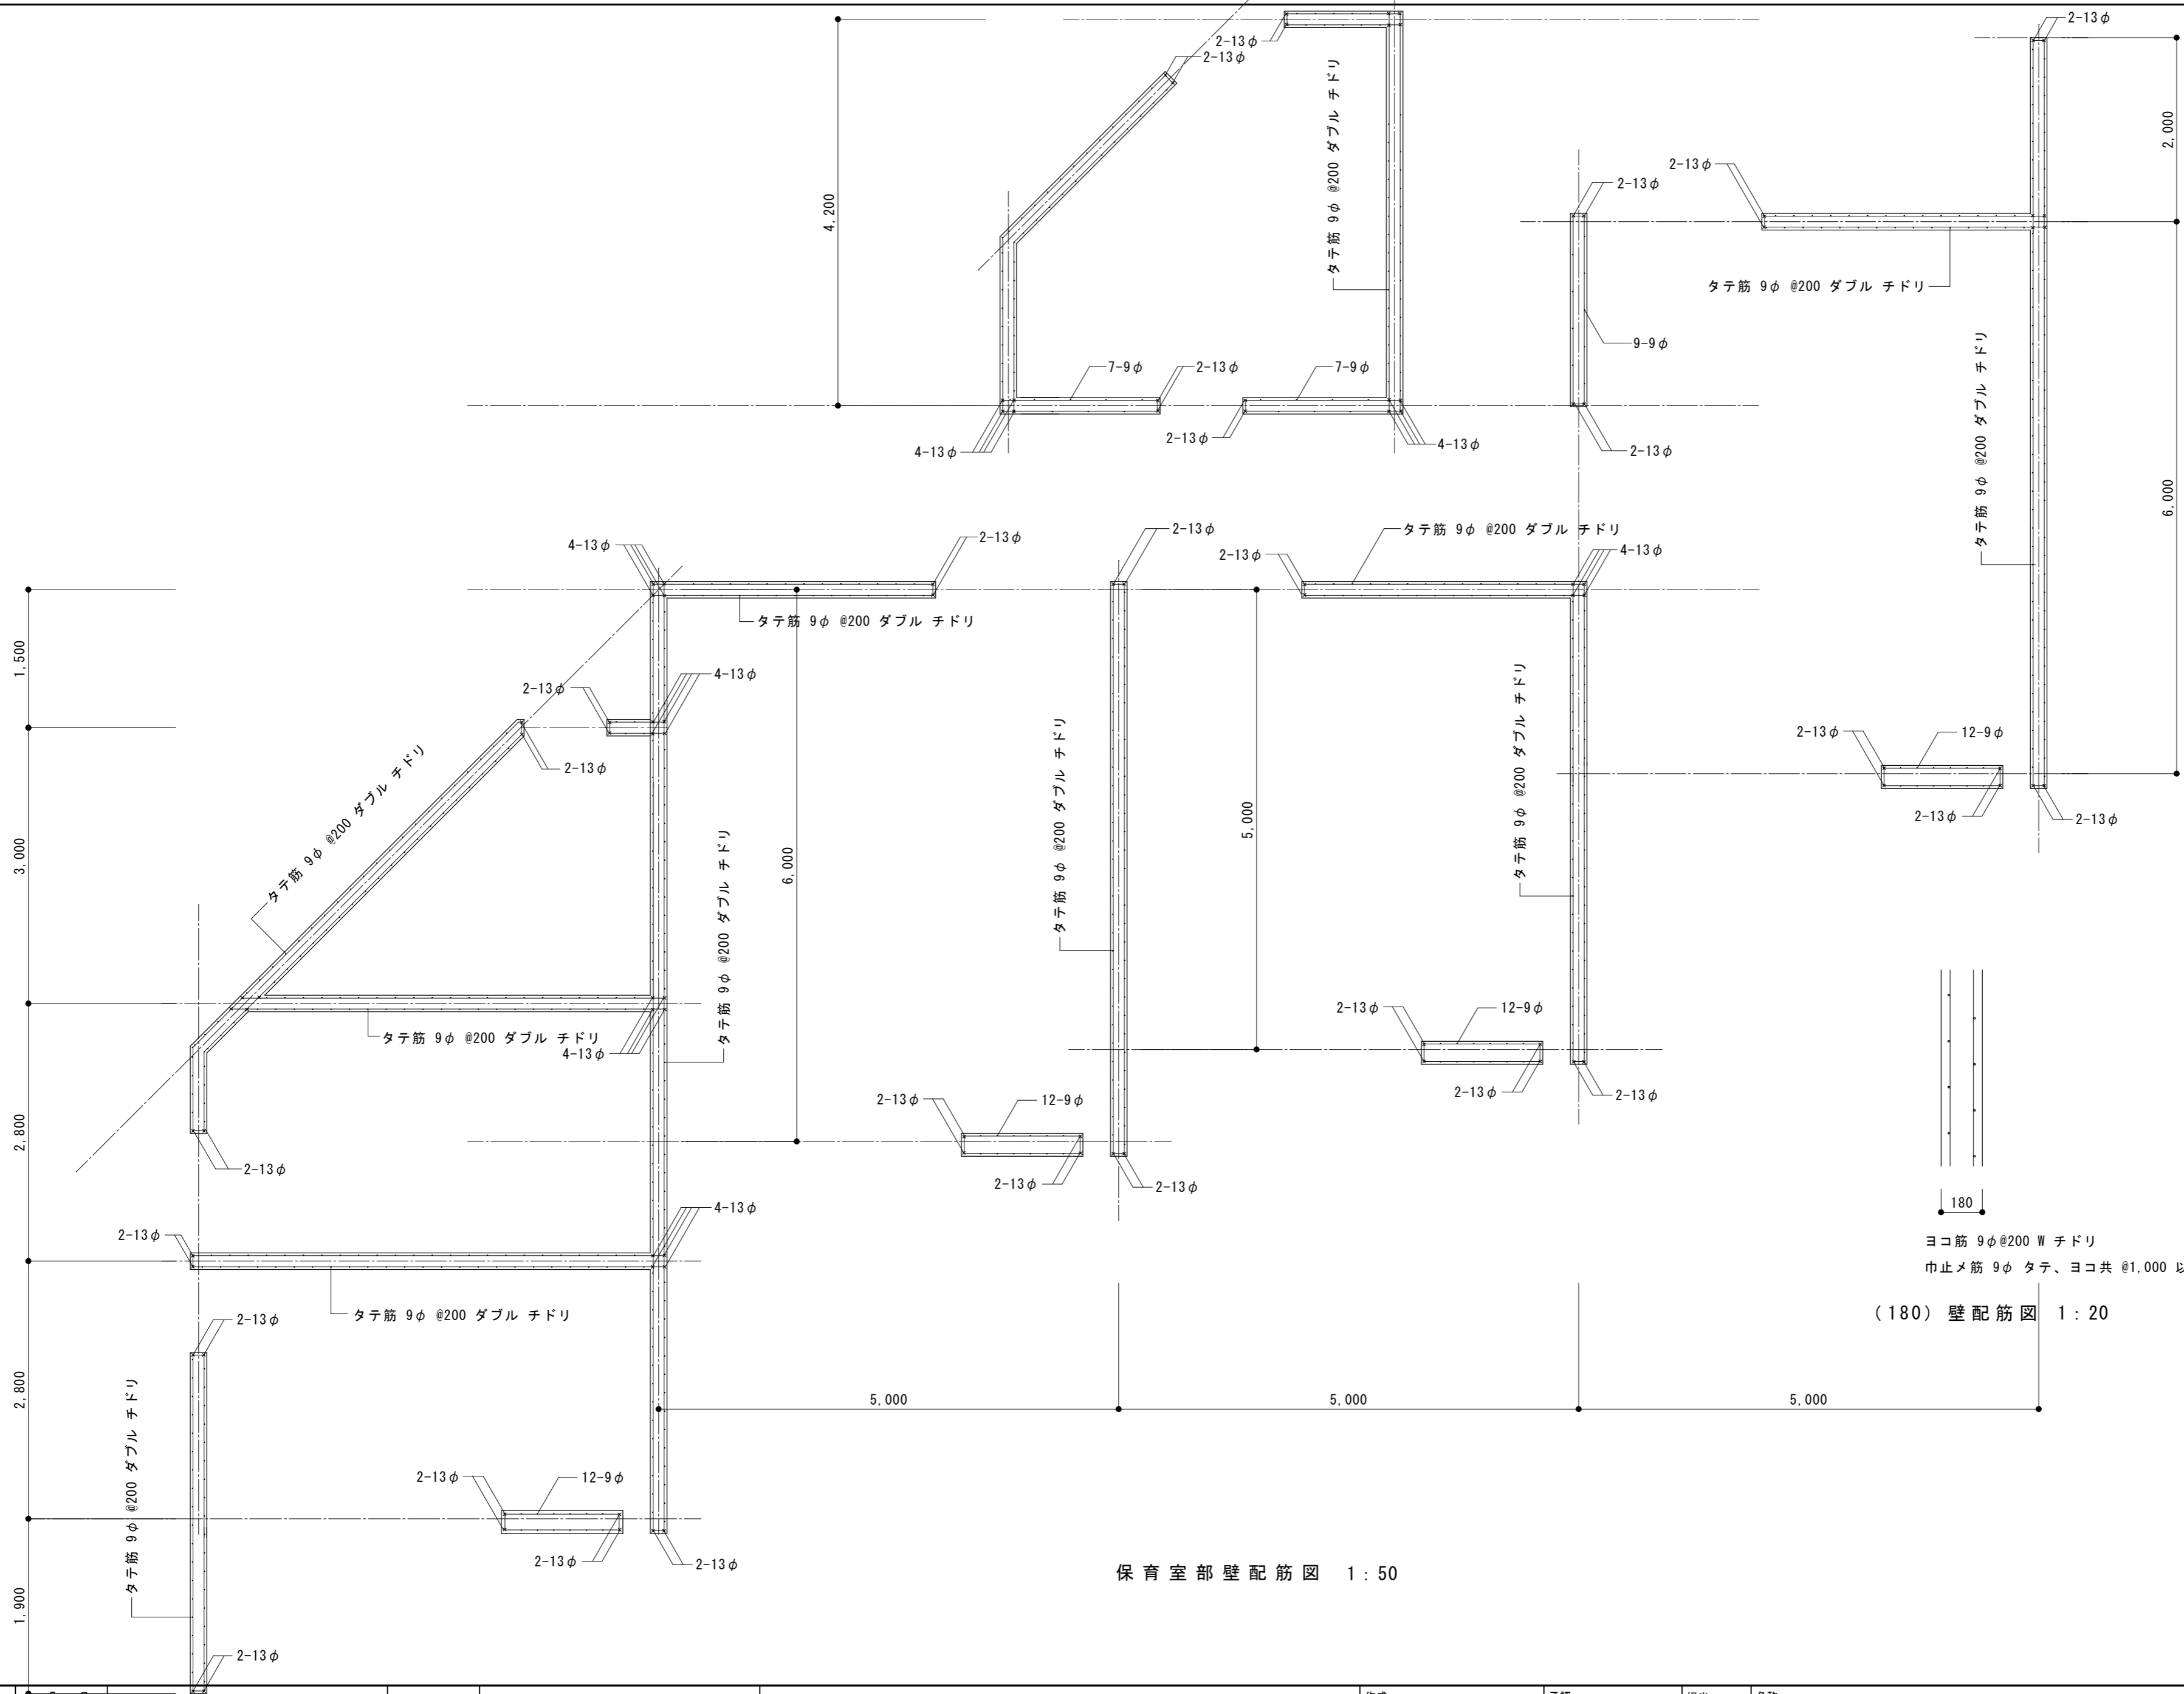 2-13φ
2-13φ
2-13φ
4,200
タテ筋 9φ @200 ダブル チドリ
2,000
2-13φ
2-13φ
タテ筋 9φ @200 ダブル チドリ
7-9φ
2-13φ
7-9φ
9-9φ
4-13φ
2-13φ
4-13φ
2-13φ
タテ筋 9φ @200 ダブル チドリ
6,000
4-13φ
2-13φ
2-13φ
2-13φ
タテ筋 9φ @200 ダブル チドリ
4-13φ
タテ筋 9φ @200 ダブル チドリ
1,500
2-13φ
4-13φ
2-13φ
タテ筋 9φ @200 ダブル チドリ
3,000
タテ筋 9φ @200 ダブル チドリ
6,000
タテ筋 9φ @200 ダブル チドリ
5,000
タテ筋 9φ @200 ダブル チドリ
2-13φ
12-9φ
2-13φ
2-13φ
タテ筋 9φ @200 ダブル チドリ
4-13φ
2-13φ
12-9φ
2-13φ
2-13φ
2,800
2-13φ
2-13φ
12-9φ
2-13φ
2-13φ
2-13φ
4-13φ
タテ筋 9φ @200 ダブル チドリ
180
ヨコ筋 9φ@200 W チドリ
巾止メ筋 9φ タテ、ヨコ共 @1,000 以
(180) 壁配筋図 1:20
2-13φ
2,800
タテ筋 9φ @200 ダブル チドリ
5,000
5,000
5,000
2-13φ
12-9φ
2-13φ
2-13φ
1,900
2-13φ
保育室部壁配筋図 1:50